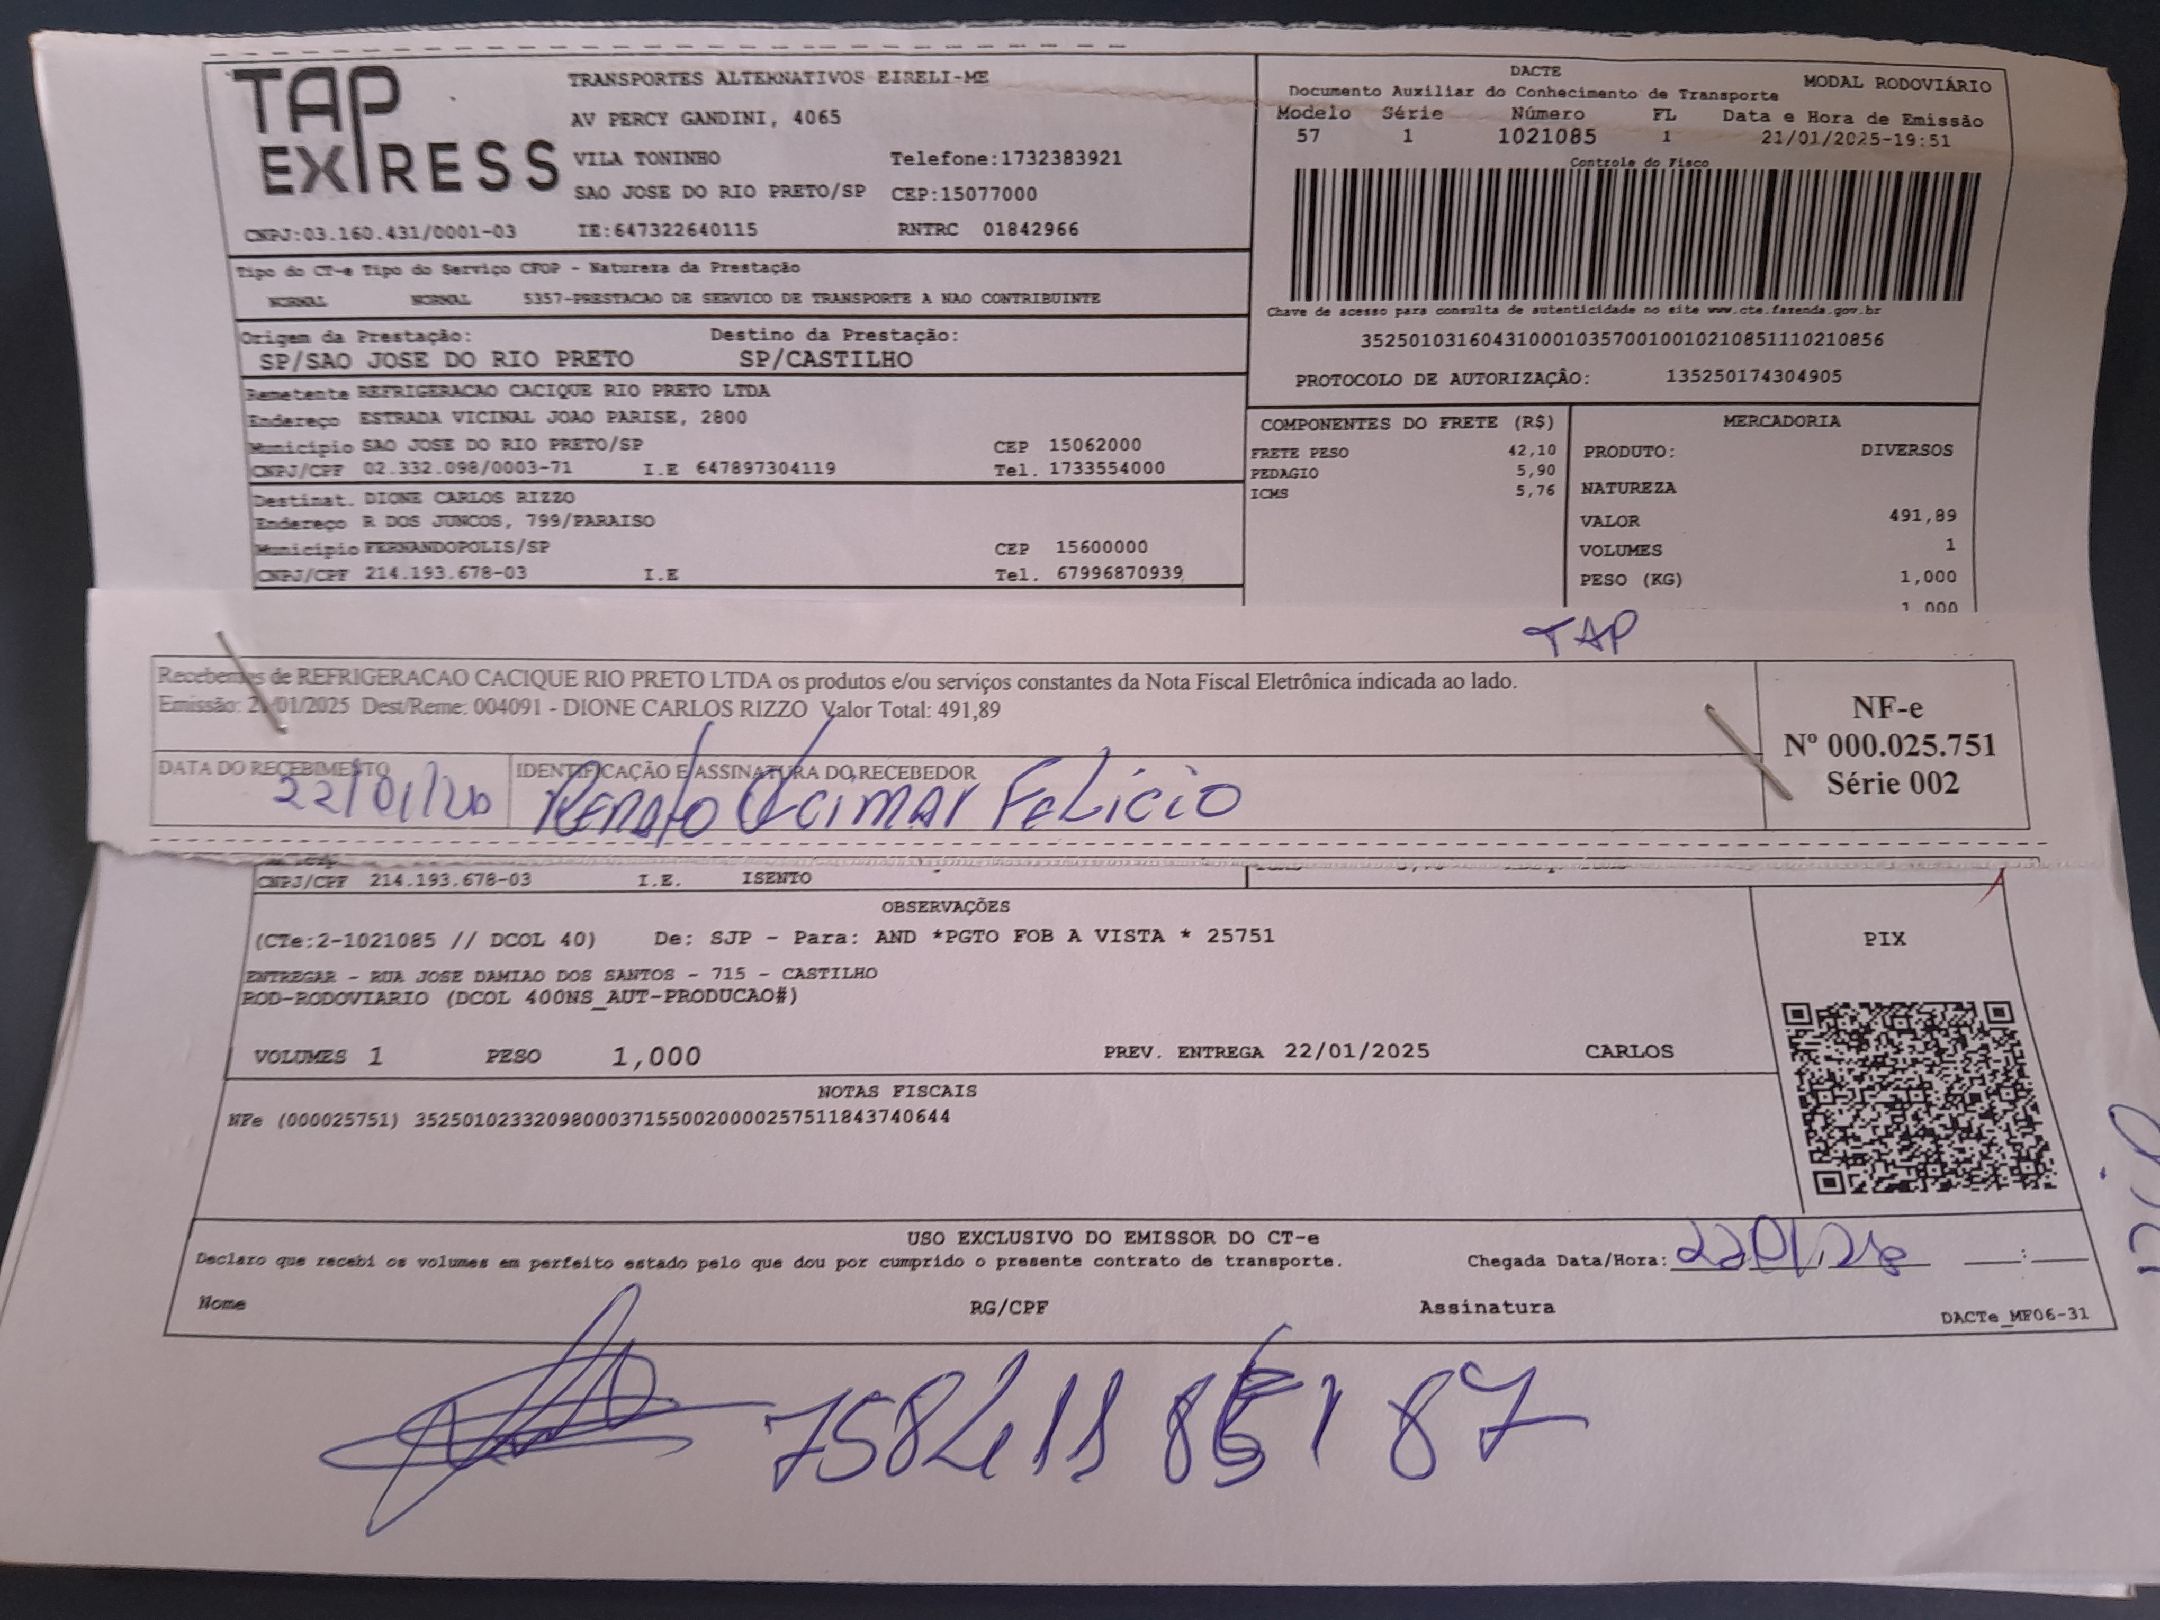 TAP EXPRESS
TRANSPORTES ALTERNATIVOS EIRELI-ME
AV PERCY GANDINI, 4065
VILA TONINHO Telefone:1732383921
SAO JOSE DO RIO PRETO/SP CEP:15077000
CNPJ:03.160.431/0001-03 IE:647322640115 RNTRC 01842966
DACTE
Documento Auxiliar do Conhecimento de Transporte MODAL RODOVIÁRIO
Modelo Série Número FL Data e Hora de Emissão
57 1 1021085 1 21/01/2025-19:51
Controle do Fisco
Chave de acesso para consulta de autenticidade no site www.cte.fazenda.gov.br
35250103160431000103570010010210851110210856
PROTOCOLO DE AUTORIZAÇÂO: 135250174304905
Tipo do CT-e Tipo do Serviço CFOP - Natureza da Prestação
NORMAL NORMAL 5357-PRESTACAO DE SERVICO DE TRANSPORTE A NAO CONTRIBUINTE
Origem da Prestação: Destino da Prestação:
SP/SAO JOSE DO RIO PRETO SP/CASTILHO
Remetente REFRIGERACAO CACIQUE RIO PRETO LTDA
Endereço ESTRADA VICINAL JOAO PARISE, 2800
Município SAO JOSE DO RIO PRETO/SP CEP 15062000
CNPJ/CPF 02.332.098/0003-71 I.E 647897304119 Tel. 1733554000
Destinat. DIONE CARLOS RIZZO
Endereço R DOS JUNCOS, 799/PARAISO
Município FERNANDOPOLIS/SP CEP 15600000
CNPJ/CPF 214.193.678-03 I.E Tel. 67996870939
COMPONENTES DO FRETE (R$)
FRETE PESO 42,10
PEDAGIO 5,90
ICMS 5,76
MERCADORIA
PRODUTO: DIVERSOS
NATUREZA
VALOR 491,89
VOLUMES 1
PESO (KG) 1,000
1,000
TAP
Recebemos de REFRIGERACAO CACIQUE RIO PRETO LTDA os produtos e/ou serviços constantes da Nota Fiscal Eletrônica indicada ao lado.
Emissão: 21/01/2025 Dest/Reme: 004091 - DIONE CARLOS RIZZO Valor Total: 491,89
DATA DO RECEBIMENTO IDENTIFICAÇÃO E ASSINATURA DO RECEBEDOR
22/01/20 Renato Felicio
NF-e
Nº 000.025.751
Série 002
CNPJ/CPF 214.193.678-03 I.E. ISENTO
OBSERVAÇÕES
(CTe:2-1021085 // DCOL 40) De: SJP - Para: AND *PGTO FOB A VISTA * 25751
ENTREGAR - RUA JOSE DAMIAO DOS SANTOS - 715 - CASTILHO
ROD-RODOVIARIO (DCOL 400NS_AUT-PRODUCAO#)
VOLUMES 1 PESO 1,000 PREV. ENTREGA 22/01/2025 CARLOS
PIX
NOTAS FISCAIS
NFe (000025751) 35250102332098000371550020000257511843740644
USO EXCLUSIVO DO EMISSOR DO CT-e
Declaro que recebi os volumes em perfeito estado pelo que dou por cumprido o presente contrato de transporte. Chegada Data/Hora:
Nome RG/CPF Assinatura DACTe_MF06-31